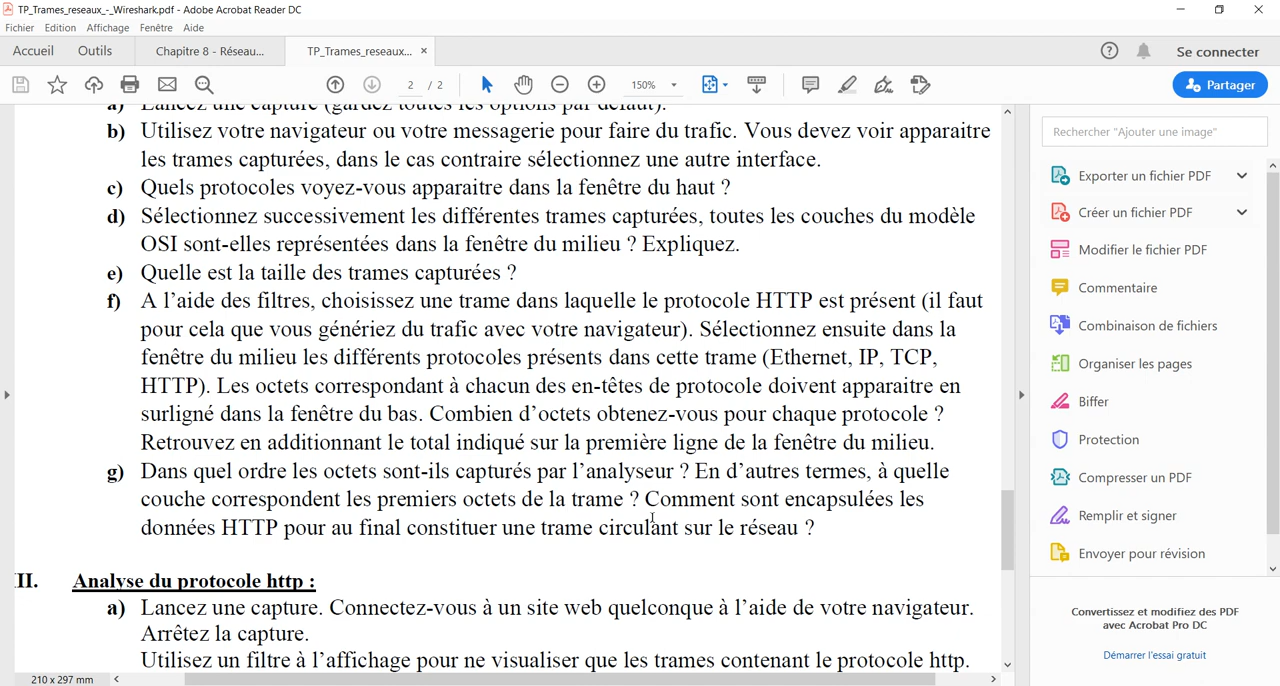 TP_Trames_reseaux_-_Wireshark.pdf - Adobe Acrobat Reader DC
Fichier Edition Affichage Fenêtre Aide
Accueil Outils Chapitre 8 - Réseau... TP_Trames_reseaux... × Se connecter
2 / 2 150% Partager
a) Lancez une capture (gardez toutes les options par défaut).
b) Utilisez votre navigateur ou votre messagerie pour faire du trafic. Vous devez voir apparaitre
les trames capturées, dans le cas contraire sélectionnez une autre interface.
c) Quels protocoles voyez-vous apparaitre dans la fenêtre du haut ?
d) Sélectionnez successivement les différentes trames capturées, toutes les couches du modèle
OSI sont-elles représentées dans la fenêtre du milieu ? Expliquez.
e) Quelle est la taille des trames capturées ?
f) A l’aide des filtres, choisissez une trame dans laquelle le protocole HTTP est présent (il faut
pour cela que vous génériez du trafic avec votre navigateur). Sélectionnez ensuite dans la
fenêtre du milieu les différents protocoles présents dans cette trame (Ethernet, IP, TCP,
HTTP). Les octets correspondant à chacun des en-têtes de protocole doivent apparaitre en
surligné dans la fenêtre du bas. Combien d’octets obtenez-vous pour chaque protocole ?
Retrouvez en additionnant le total indiqué sur la première ligne de la fenêtre du milieu.
g) Dans quel ordre les octets sont-ils capturés par l’analyseur ? En d’autres termes, à quelle
couche correspondent les premiers octets de la trame ? Comment sont encapsulées les
données HTTP pour au final constituer une trame circulant sur le réseau ?
II. Analyse du protocole http :
a) Lancez une capture. Connectez-vous à un site web quelconque à l’aide de votre navigateur.
Arrêtez la capture.
Utilisez un filtre à l’affichage pour ne visualiser que les trames contenant le protocole http.
210 x 297 mm
Rechercher "Ajouter une image"
Exporter un fichier PDF
Créer un fichier PDF
Modifier le fichier PDF
Commentaire
Combinaison de fichiers
Organiser les pages
Biffer
Protection
Compresser un PDF
Remplir et signer
Envoyer pour révision
Convertissez et modifiez des PDF
avec Acrobat Pro DC
Démarrer l'essai gratuit